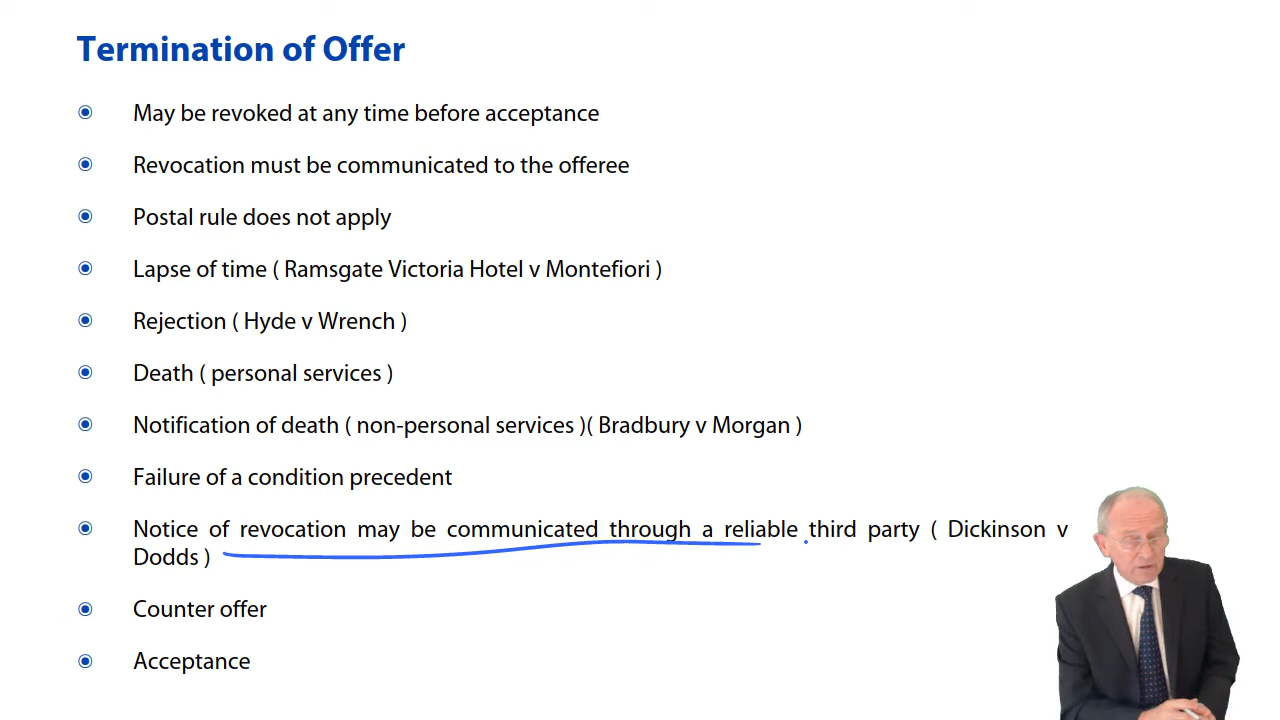 Termination of Offer
May be revoked at any time before acceptance
Revocation must be communicated to the offeree
Postal rule does not apply
Lapse of time ( Ramsgate Victoria Hotel v Montefiori )
Rejection ( Hyde v Wrench )
Death ( personal services )
Notification of death ( non-personal services )( Bradbury v Morgan )
Failure of a condition precedent
Notice of revocation may be communicated through a reliable third party ( Dickinson v
Dodds )
Counter offer
Acceptance